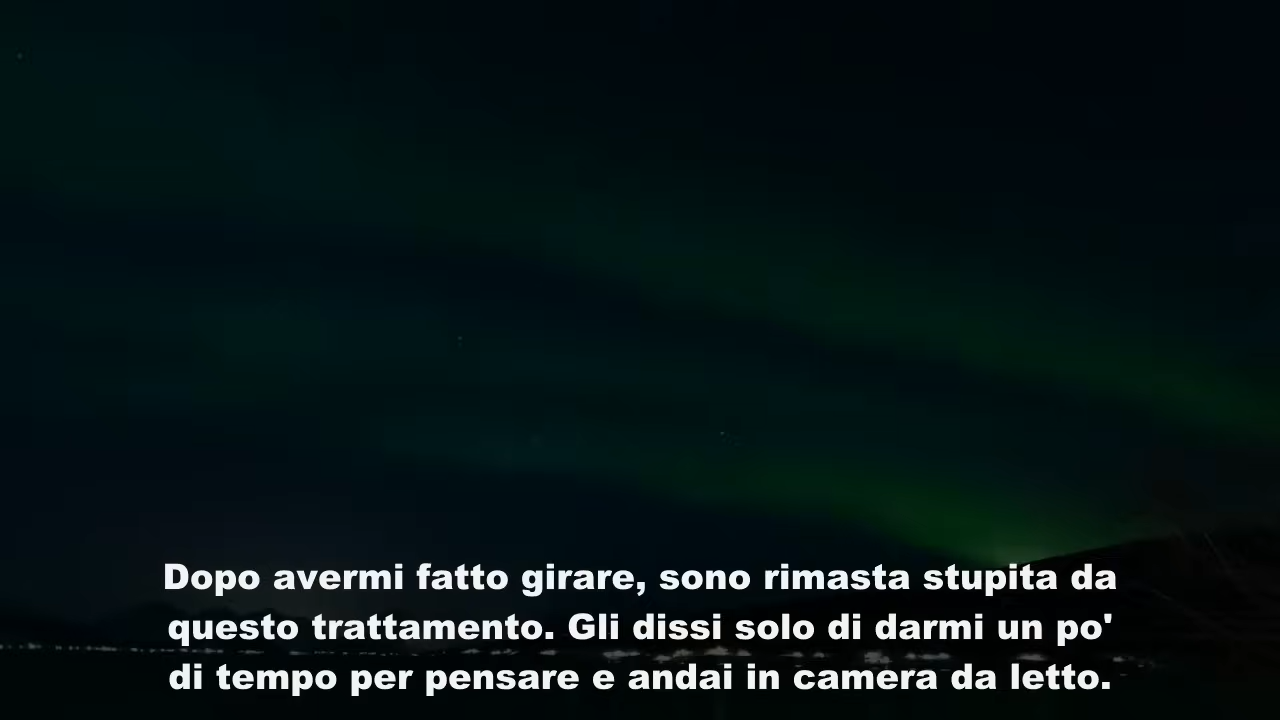 Dopo avermi fatto girare, sono rimasta stupita da
questo trattamento. Gli dissi solo di darmi un po'
di tempo per pensare e andai in camera da letto.